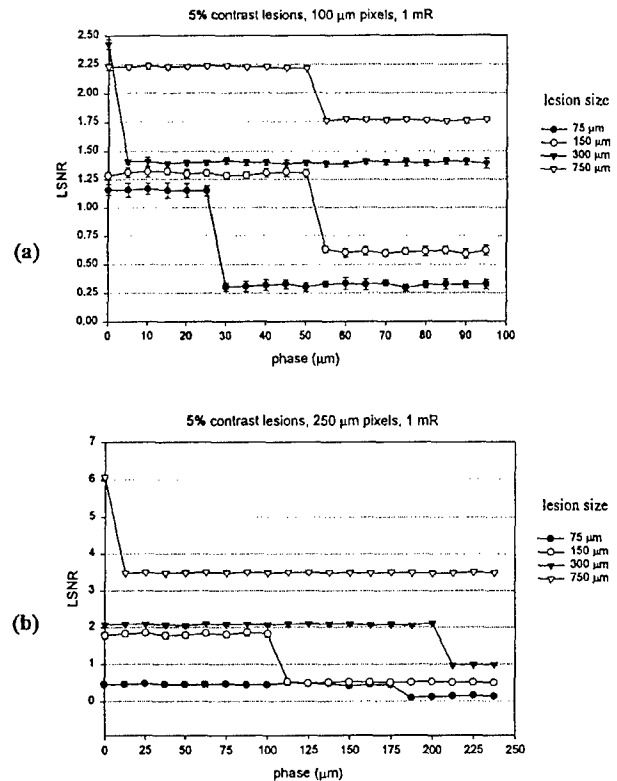 5% contrast lesions, 100 µm pixels, 1 mR
2.50
2.25
2.00
1.75
1.50
1.25
1.00
0.75
0.50
0.25
0.00
LSNR
0 10 20 30 40 50 60 70 80 90 100
phase (µm)
lesion size
75 µm
150 µm
300 µm
750 µm
(a)
5% contrast lesions, 250 µm pixels, 1 mR
7
6
5
4
3
2
1
0
LSNR
0 25 50 75 100 125 150 175 200 225 250
phase (µm)
lesion size
75 µm
150 µm
300 µm
750 µm
(b)